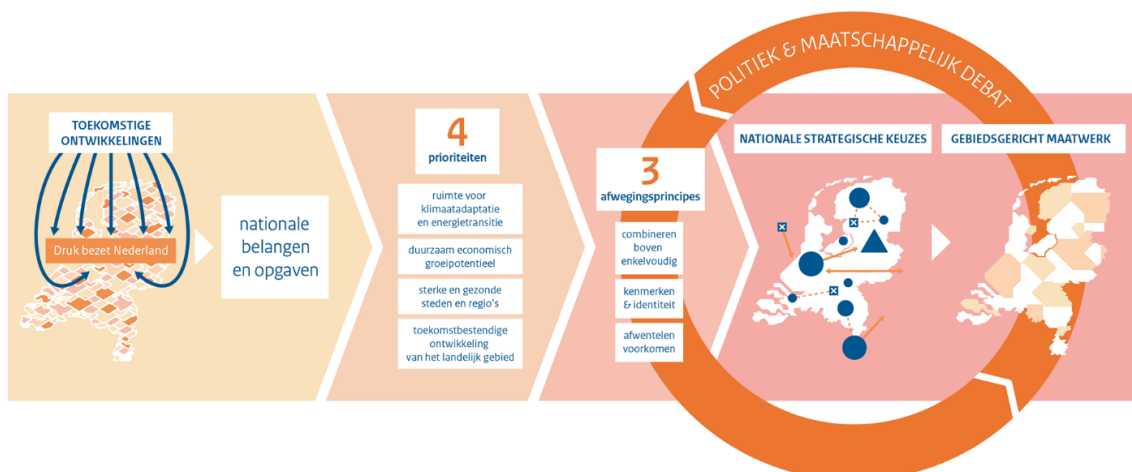 TOEKOMSTIGE
ONTWIKKELINGEN
Druk bezet Nederland
nationale
belangen
en opgaven
4
prioriteiten
ruimte voor
klimaatadaptatie
en energietransitie
duurzaam economisch
groeipotentieel
sterke en gezonde
steden en regio's
toekomstbestendige
ontwikkeling
van het landelijk gebied
3
afwegingsprincipes
combineren
boven
enkelvoudig
kenmerken
& identiteit
afwentelen
voorkomen
POLITIEK & MAATSCHAPPELIJK DEBAT
NATIONALE STRATEGISCHE KEUZES
GEBIEDSGERICHT MAATWERK